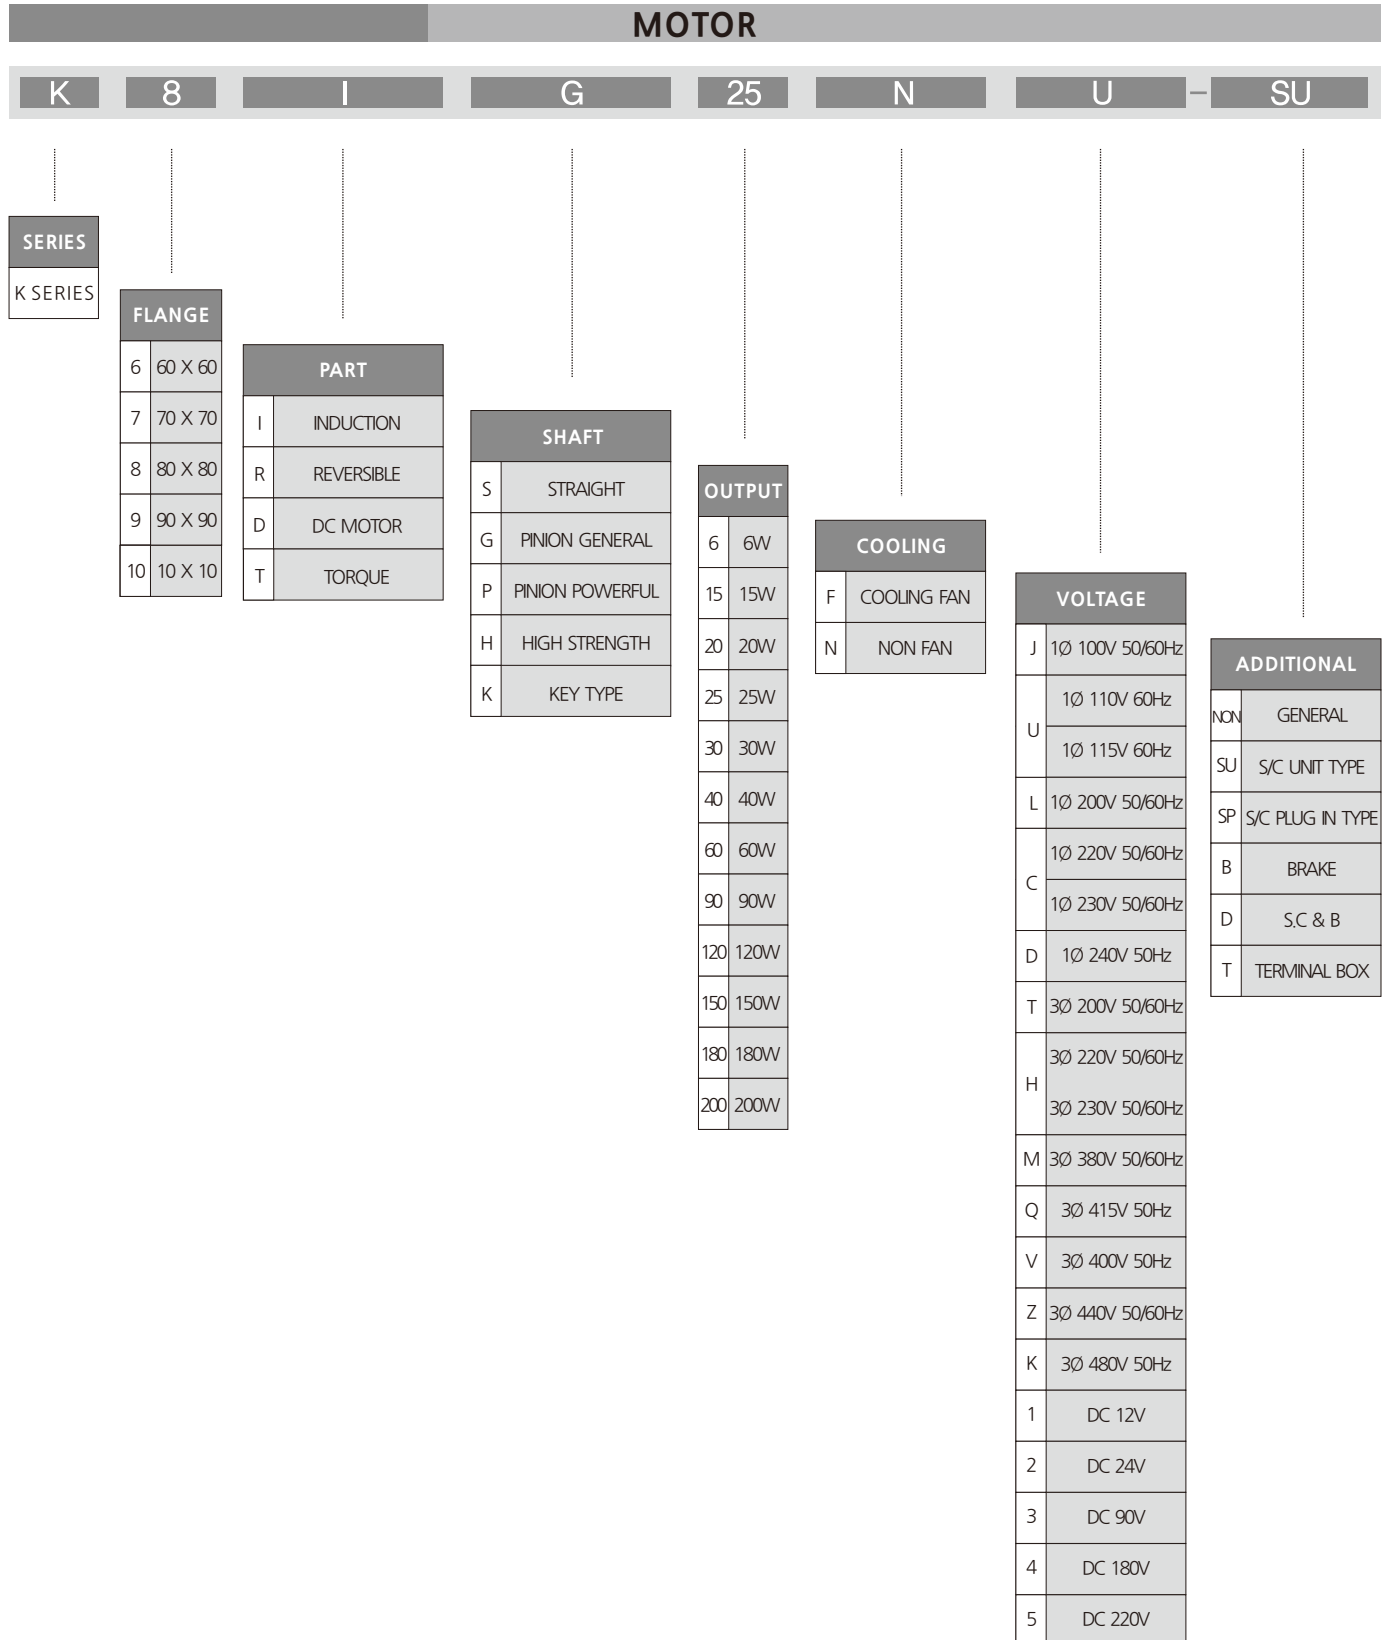 MOTOR
K 8 I G 25 N U - SU
SERIES
K SERIES
FLANGE
6 60 X 60
7 70 X 70
8 80 X 80
9 90 X 90
10 10 X 10
PART
I INDUCTION
R REVERSIBLE
D DC MOTOR
T TORQUE
SHAFT
S STRAIGHT
G PINION GENERAL
P PINION POWERFUL
H HIGH STRENGTH
K KEY TYPE
OUTPUT
6 6W
15 15W
20 20W
25 25W
30 30W
40 40W
60 60W
90 90W
120 120W
150 150W
180 180W
200 200W
COOLING
F COOLING FAN
N NON FAN
VOLTAGE
J 1Ø 100V 50/60Hz
U 1Ø 110V 60Hz
1Ø 115V 60Hz
L 1Ø 200V 50/60Hz
C 1Ø 220V 50/60Hz
1Ø 230V 50/60Hz
D 1Ø 240V 50Hz
T 3Ø 200V 50/60Hz
H 3Ø 220V 50/60Hz
3Ø 230V 50/60Hz
M 3Ø 380V 50/60Hz
Q 3Ø 415V 50Hz
V 3Ø 400V 50Hz
Z 3Ø 440V 50/60Hz
K 3Ø 480V 50Hz
1 DC 12V
2 DC 24V
3 DC 90V
4 DC 180V
5 DC 220V
ADDITIONAL
NON GENERAL
SU S/C UNIT TYPE
SP S/C PLUG IN TYPE
B BRAKE
D S.C & B
T TERMINAL BOX